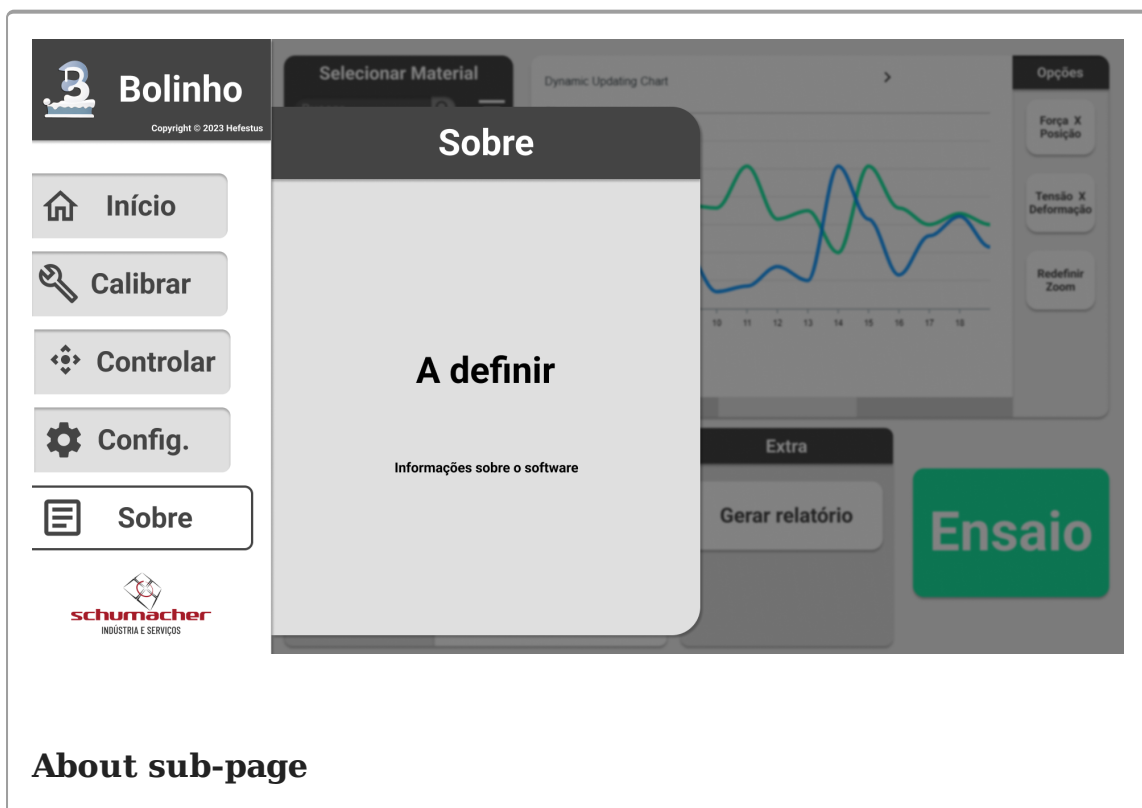 Bolinho
Copyright © 2023 Hefestus
Início
Calibrar
Controlar
Config.
Sobre
schumacher
INDÚSTRIA E SERVIÇOS
Selecionar Material
Sobre
A definir
Informações sobre o software
Dynamic Updating Chart
10 11 12 13 14 15 16 17 18
Opções
Força X
Posição
Tensão X
Deformação
Redefinir
Zoom
Extra
Gerar relatório
Ensaio
About sub-page